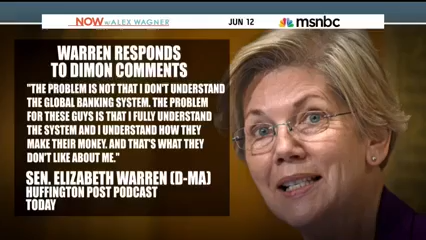 NOW W/ALEX WAGNER
JUN 12
msnbc
WARREN RESPONDS
TO DIMON COMMENTS
"THE PROBLEM IS NOT THAT I DON'T UNDERSTAND
THE GLOBAL BANKING SYSTEM. THE PROBLEM
FOR THESE GUYS IS THAT I FULLY UNDERSTAND
THE SYSTEM AND I UNDERSTAND HOW THEY
MAKE THEIR MONEY. AND THAT'S WHAT THEY
DON'T LIKE ABOUT ME."
SEN. ELIZABETH WARREN (D-MA)
HUFFINGTON POST PODCAST
TODAY